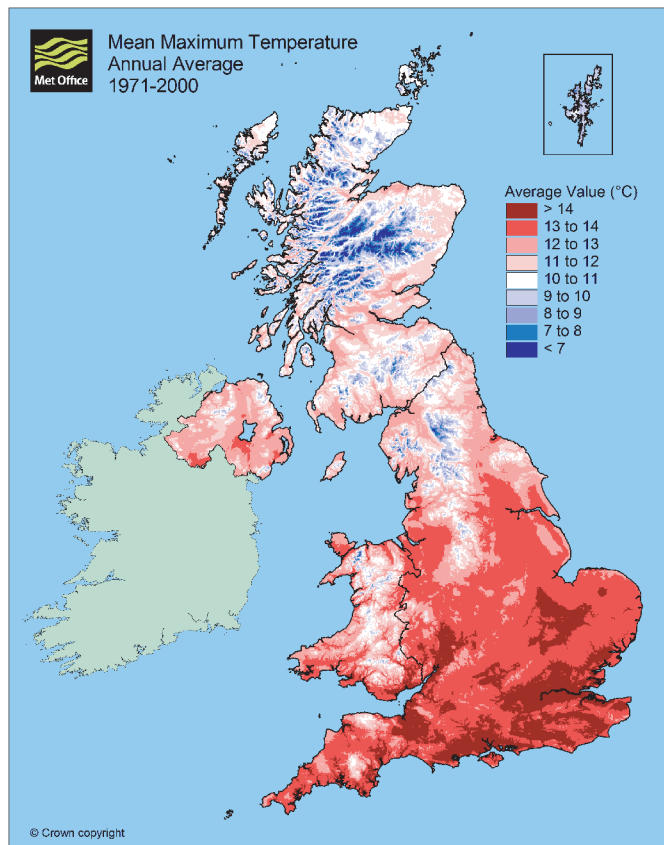 Met Office
Mean Maximum Temperature
Annual Average
1971-2000
Average Value (°C)
> 14
13 to 14
12 to 13
11 to 12
10 to 11
9 to 10
8 to 9
7 to 8
< 7
© Crown copyright